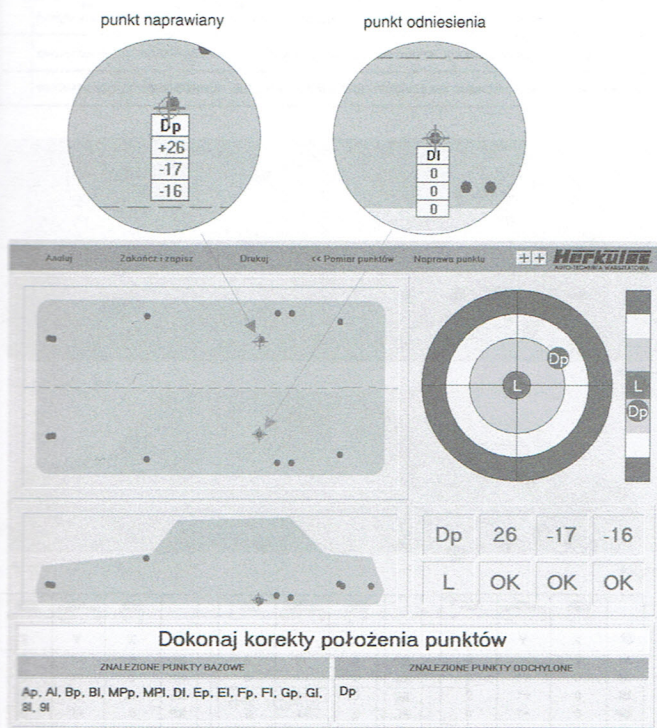 punkt naprawiany
punkt odniesienia
Dp
+26
-17
-16
Dl
0
0
0
Anuluj Zakończ i zapisz Drukuj << Pomiar punktów Naprawa punktu ++ Herkules
AUTO-TECHNIKA WARSZTATOWA
Dp
L
L
Dp
Dp 26 -17 -16
L OK OK OK
Dokonaj korekty położenia punktów
ZNALEZIONE PUNKTY BAZOWE
ZNALEZIONE PUNKTY ODCHYLONE
Ap, Al, Bp, Bl, MPp, MPl, Dl, Ep, El, Fp, Fl, Gp, Gl,
8l, 9l
Dp